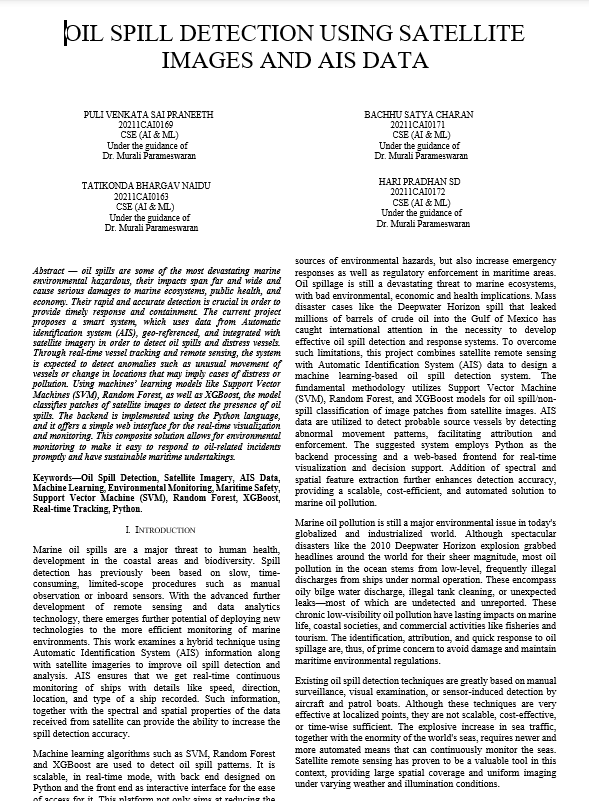 OIL SPILL DETECTION USING SATELLITE
IMAGES AND AIS DATA
PULI VENKATA SAI PRANEETH
20211CAI0169
CSE (AI & ML)
Under the guidance of
Dr. Murali Parameswaran
BACHHU SATYA CHARAN
20211CAI0171
CSE (AI & ML)
Under the guidance of
Dr. Murali Parameswaran
TATIKONDA BHARGAV NAIDU
20211CAI0163
CSE (AI & ML)
Under the guidance of
Dr. Murali Parameswaran
HARI PRADHAN SD
20211CAI0172
CSE (AI & ML)
Under the guidance of
Dr. Murali Parameswaran
Abstract — oil spills are some of the most devastating marine
environmental hazardous, their impacts span far and wide and
cause serious damages to marine ecosystems, public health, and
economy. Their rapid and accurate detection is crucial in order to
provide timely response and containment. The current project
proposes a smart system, which uses data from Automatic
identification system (AIS), geo-referenced, and integrated with
satellite imagery in order to detect oil spills and distress vessels.
Through real-time vessel tracking and remote sensing, the system
is expected to detect anomalies such as unusual movement of
vessels or change in locations that may imply cases of distress or
pollution. Using machines' learning models like Support Vector
Machines (SVM), Random Forest, as well as XGBoost, the model
classifies patches of satellite images to detect the presence of oil
spills. The backend is implemented using the Python language,
and it offers a simple web interface for the real-time visualization
and monitoring. This composite solution allows for environmental
monitoring to make it easy to respond to oil-related incidents
promptly and have sustainable maritime undertakings.
Keywords—Oil Spill Detection, Satellite Imagery, AIS Data,
Machine Learning, Environmental Monitoring, Maritime Safety,
Support Vector Machine (SVM), Random Forest, XGBoost,
Real-time Tracking, Python.
I. INTRODUCTION
Marine oil spills are a major threat to human health,
development in the coastal areas and biodiversity. Spill
detection has previously been based on slow, time-
consuming, limited-scope procedures such as manual
observation or inboard sensors. With the advanced further
development of remote sensing and data analytics
technology, there emerges further potential of deploying new
technologies to the more efficient monitoring of marine
environments. This work examines a hybrid technique using
Automatic Identification System (AIS) information along
with satellite imageries to improve oil spill detection and
analysis. AIS ensures that we get real-time continuous
monitoring of ships with details like speed, direction,
location, and type of a ship recorded. Such information,
together with the spectral and spatial properties of the data
received from satellite can provide the ability to increase the
spill detection accuracy.
Machine learning algorithms such as SVM, Random Forest
and XGBoost are used to detect oil spill patterns. It is
scalable, in real-time mode, with back end designed on
Python and the front end as interactive interface for the ease
of access for it. This platform not only aims at reducing the
sources of environmental hazards, but also increase emergency
responses as well as regulatory enforcement in maritime areas.
Oil spillage is still a devastating threat to marine ecosystems,
with bad environmental, economic and health implications. Mass
disaster cases like the Deepwater Horizon spill that leaked
millions of barrels of crude oil into the Gulf of Mexico has
caught international attention in the necessity to develop
effective oil spill detection and response systems. To overcome
such limitations, this project combines satellite remote sensing
with Automatic Identification System (AIS) data to design a
machine learning-based oil spill detection system. The
fundamental methodology utilizes Support Vector Machine
(SVM), Random Forest, and XGBoost models for oil spill/non-
spill classification of image patches from satellite images. AIS
data are utilized to detect probable source vessels by detecting
abnormal movement patterns, facilitating attribution and
enforcement. The suggested system employs Python as the
backend processing and a web-based frontend for real-time
visualization and decision support. Addition of spectral and
spatial feature extraction further enhances detection accuracy,
providing a scalable, cost-efficient, and automated solution to
marine oil pollution.
Marine oil pollution is still a major environmental issue in today's
globalized and industrialized world. Although spectacular
disasters like the 2010 Deepwater Horizon explosion grabbed
headlines around the world for their sheer magnitude, most oil
pollution in the ocean stems from low-level, frequently illegal
discharges from ships under normal operation. These encompass
oily bilge water discharge, illegal tank cleaning, or unexpected
leaks—most of which are undetected and unreported. These
chronic low-visibility oil pollution have lasting impacts on marine
life, coastal societies, and commercial activities like fisheries and
tourism. The identification, attribution, and quick response to oil
spillage are, thus, of prime concern to avoid damage and maintain
maritime environmental regulations.
Existing oil spill detection techniques are greatly based on manual
surveillance, visual examination, or sensor-induced detection by
aircraft and patrol boats. Although these techniques are very
effective at localized points, they are not scalable, cost-effective,
or time-wise sufficient. The explosive increase in sea traffic,
together with the enormity of the world's seas, requires newer and
more automated means that can continuously monitor the seas.
Satellite remote sensing has proven to be a valuable tool in this
context, providing large spatial coverage and uniform imaging
under varying weather and illumination conditions.